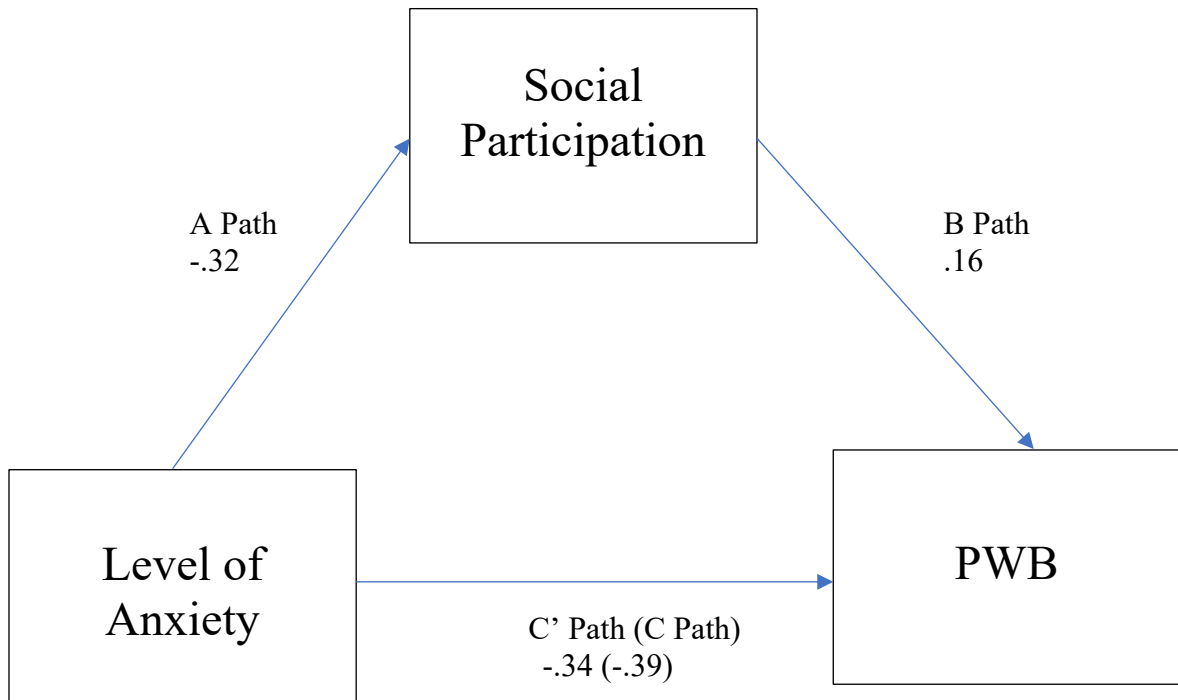 Social
Participation
A Path
-.32
B Path
.16
Level of
Anxiety
PWB
C’ Path (C Path)
-.34 (-.39)